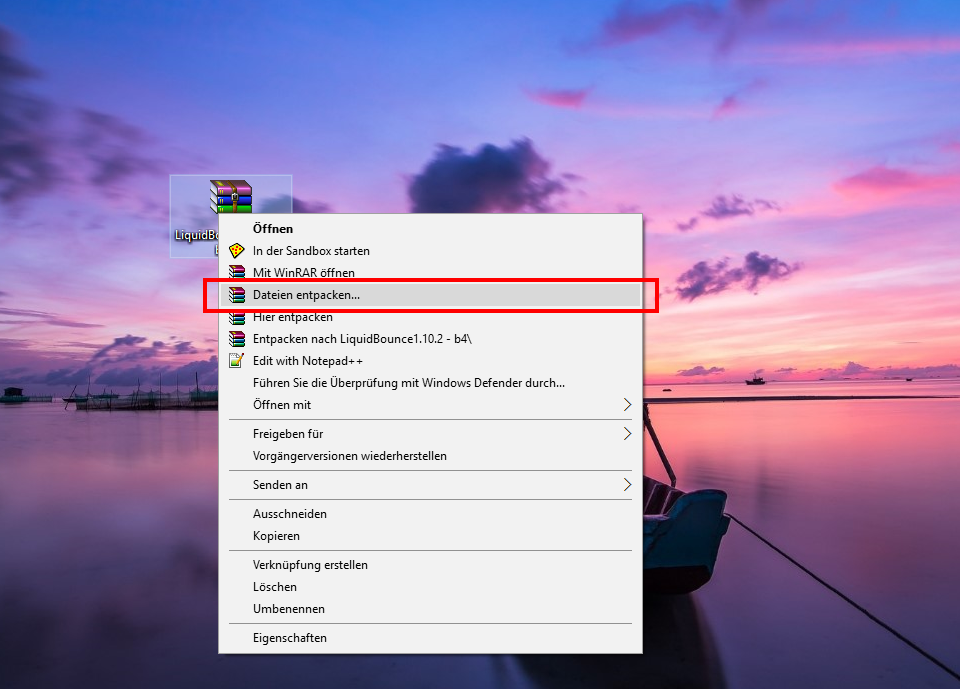 LiquidBo
Öffnen
In der Sandbox starten
Mit WinRAR öffnen
Dateien entpacken...
Hier entpacken
Entpacken nach LiquidBounce1.10.2 - b4\
Edit with Notepad++
Führen Sie die Überprüfung mit Windows Defender durch...
Öffnen mit
Freigeben für
Vorgängerversionen wiederherstellen
Senden an
Ausschneiden
Kopieren
Verknüpfung erstellen
Löschen
Umbenennen
Eigenschaften